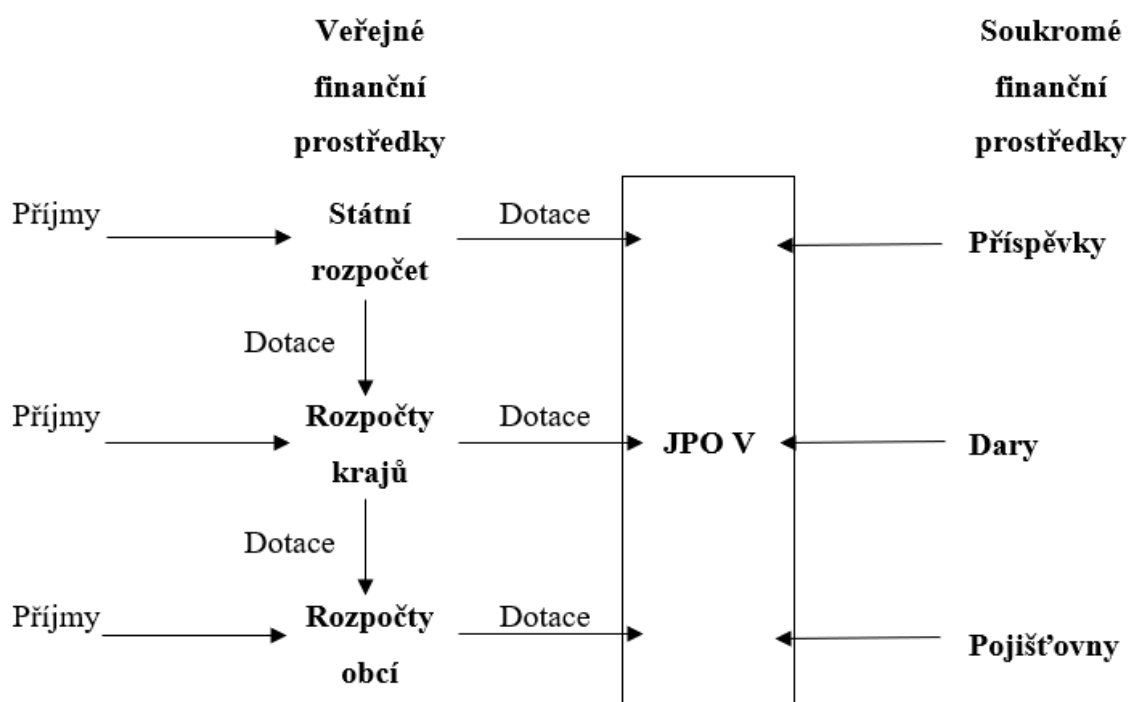 Veřejné
finanční
prostředky
Soukromé
finanční
prostředky
Příjmy
Státní
rozpočet
Dotace
Příspěvky
Dotace
Příjmy
Rozpočty
krajů
Dotace
JPO V
Dary
Dotace
Příjmy
Rozpočty
obcí
Dotace
Pojišťovny